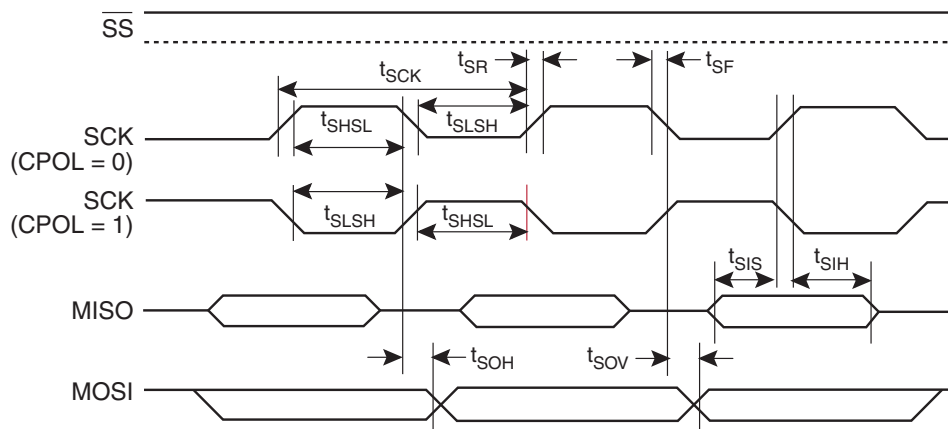 SS
tSCK
tSR
tSF
SCK
(CPOL = 0)
tSHSL
tSLSH
SCK
(CPOL = 1)
tSLSH
tSHSL
tSIS
tSIH
MISO
tSOH
tSOV
MOSI